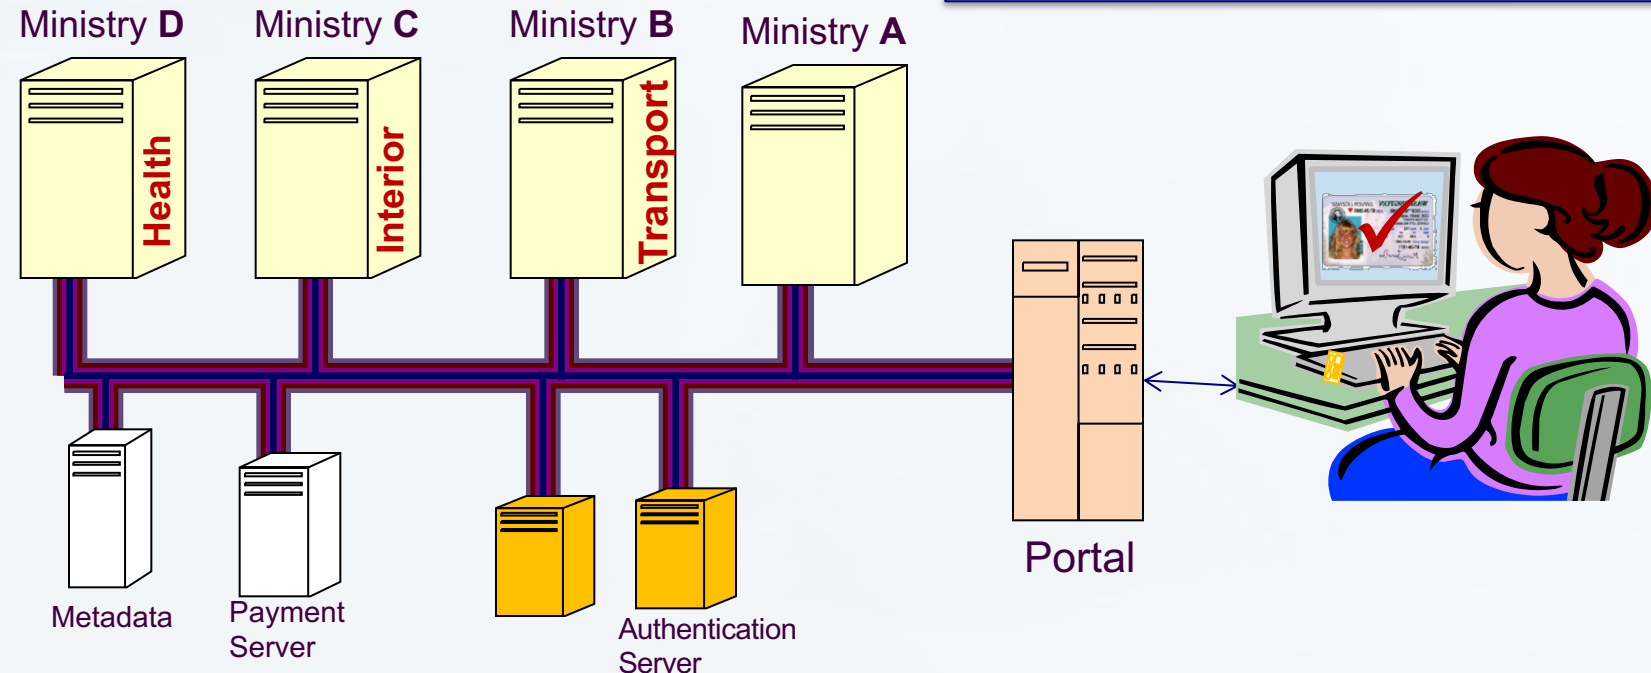 Ministry D
Ministry C
Ministry B
Ministry A
Health
Interior
Transport
Portal
Metadata
Payment
Server
Authentication
Server